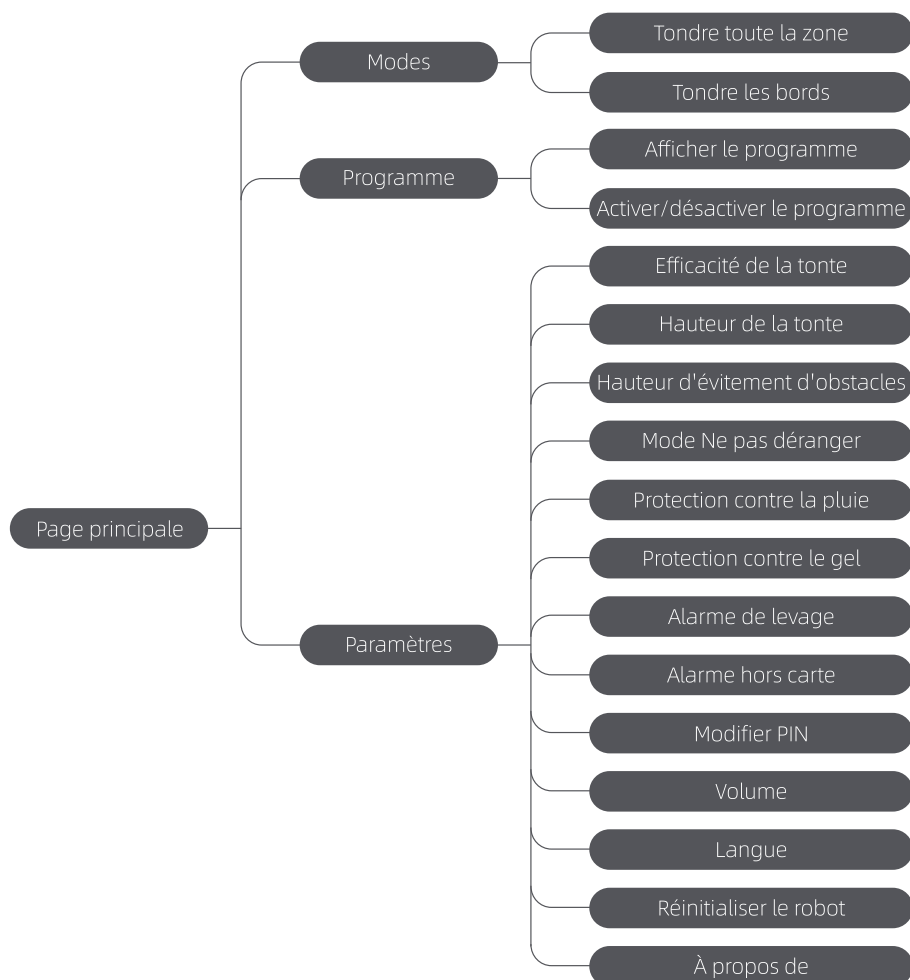 Page principale
Modes
Tondre toute la zone
Tondre les bords
Programme
Afficher le programme
Activer/désactiver le programme
Paramètres
Efficacité de la tonte
Hauteur de la tonte
Hauteur d'évitement d'obstacles
Mode Ne pas déranger
Protection contre la pluie
Protection contre le gel
Alarme de levage
Alarme hors carte
Modifier PIN
Volume
Langue
Réinitialiser le robot
À propos de